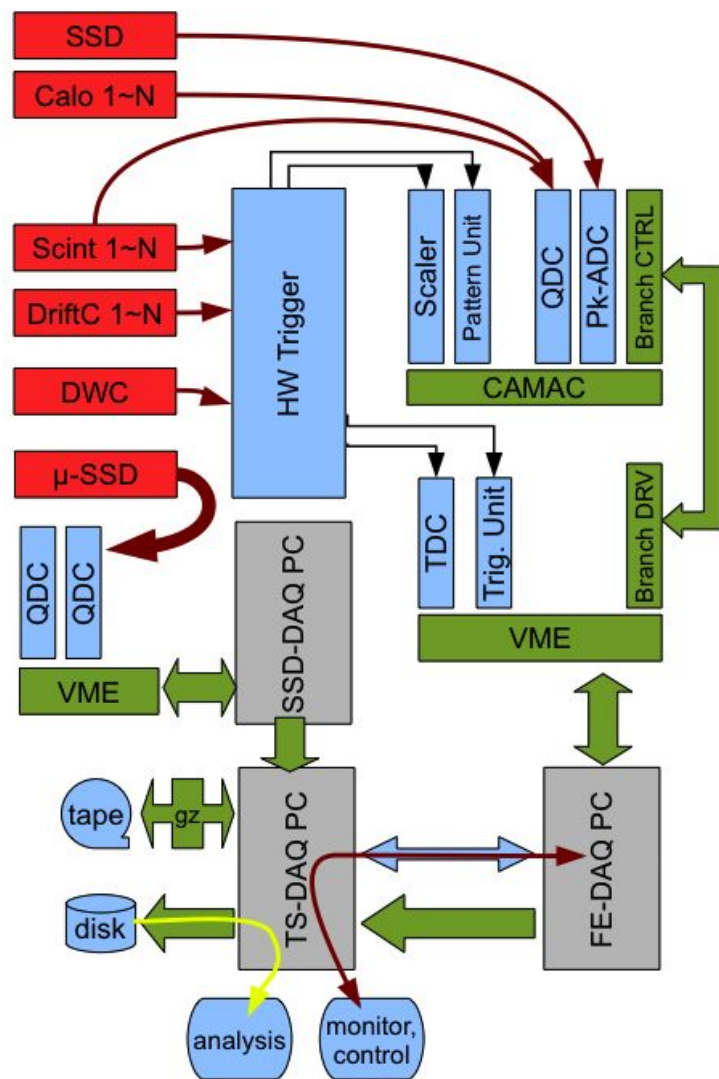 SSD
Calo 1~N
Scint 1~N
DriftC 1~N
DWC
μ-SSD
HW Trigger
Scaler
Pattern Unit
QDC
Pk-ADC
Branch CTRL
CAMAC
TDC
Trig. Unit
Branch DRV
VME
QDC
QDC
VME
SSD-DAQ PC
tape
gz
disk
TS-DAQ PC
FE-DAQ PC
analysis
monitor,
control